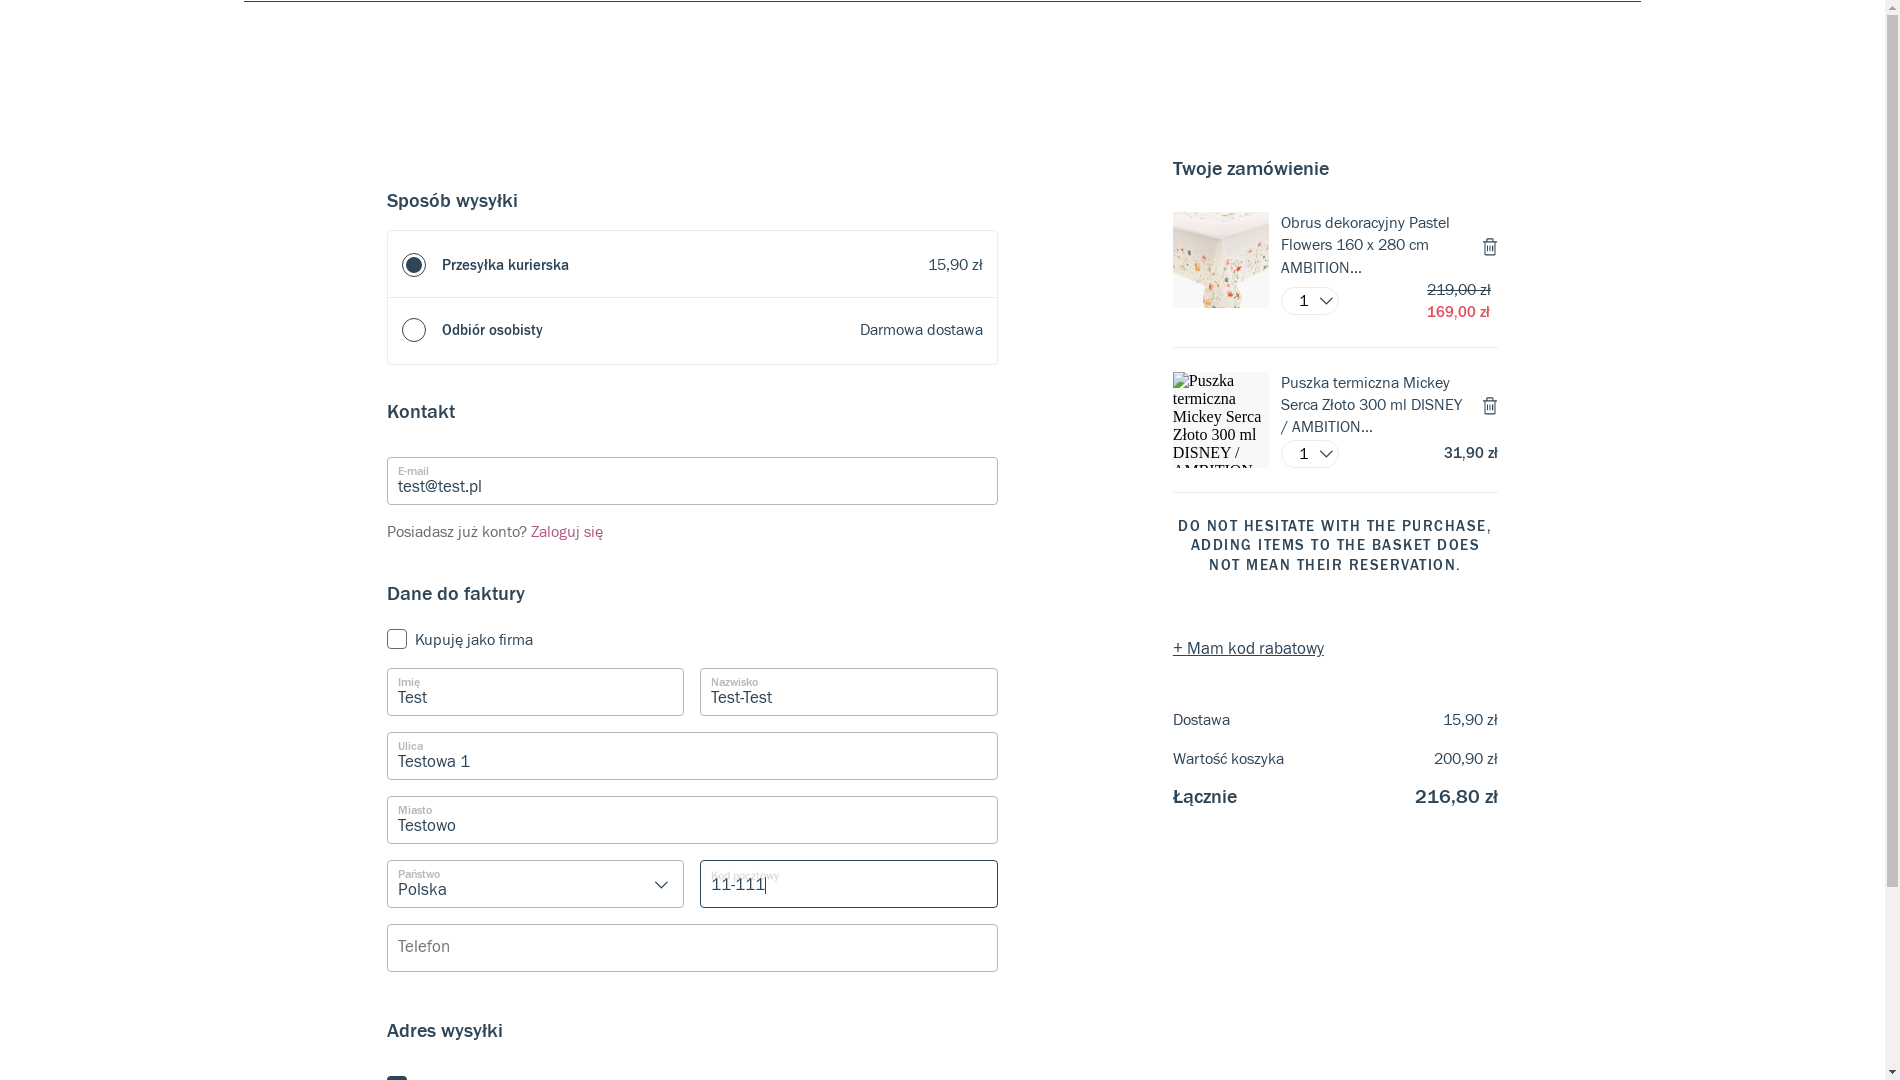 Sposób wysyłki
Przesyłka kurierska
15,90 zł
Odbiór osobisty
Darmowa dostawa
Kontakt
E-mail
test@test.pl
Posiadasz już konto? Zaloguj się
Dane do faktury
Kupuję jako firma
Imię
Test
Nazwisko
Test-Test
Ulica
Testowa 1
Miasto
Testowo
Państwo
Polska
Kod pocztowy
11-111
Telefon
Adres wysyłki
Twoje zamówienie
Obrus dekoracyjny Pastel
Flowers 160 x 280 cm
AMBITION...
1
219,00 zł
169,00 zł
Puszka
termiczna
Mickey Serca
Złoto 300 ml
DISNEY /
AMBITION
Puszka termiczna Mickey
Serca Złoto 300 ml DISNEY
/ AMBITION...
1
31,90 zł
DO NOT HESITATE WITH THE PURCHASE,
ADDING ITEMS TO THE BASKET DOES
NOT MEAN THEIR RESERVATION.
+ Mam kod rabatowy
Dostawa
15,90 zł
Wartość koszyka
200,90 zł
Łącznie
216,80 zł